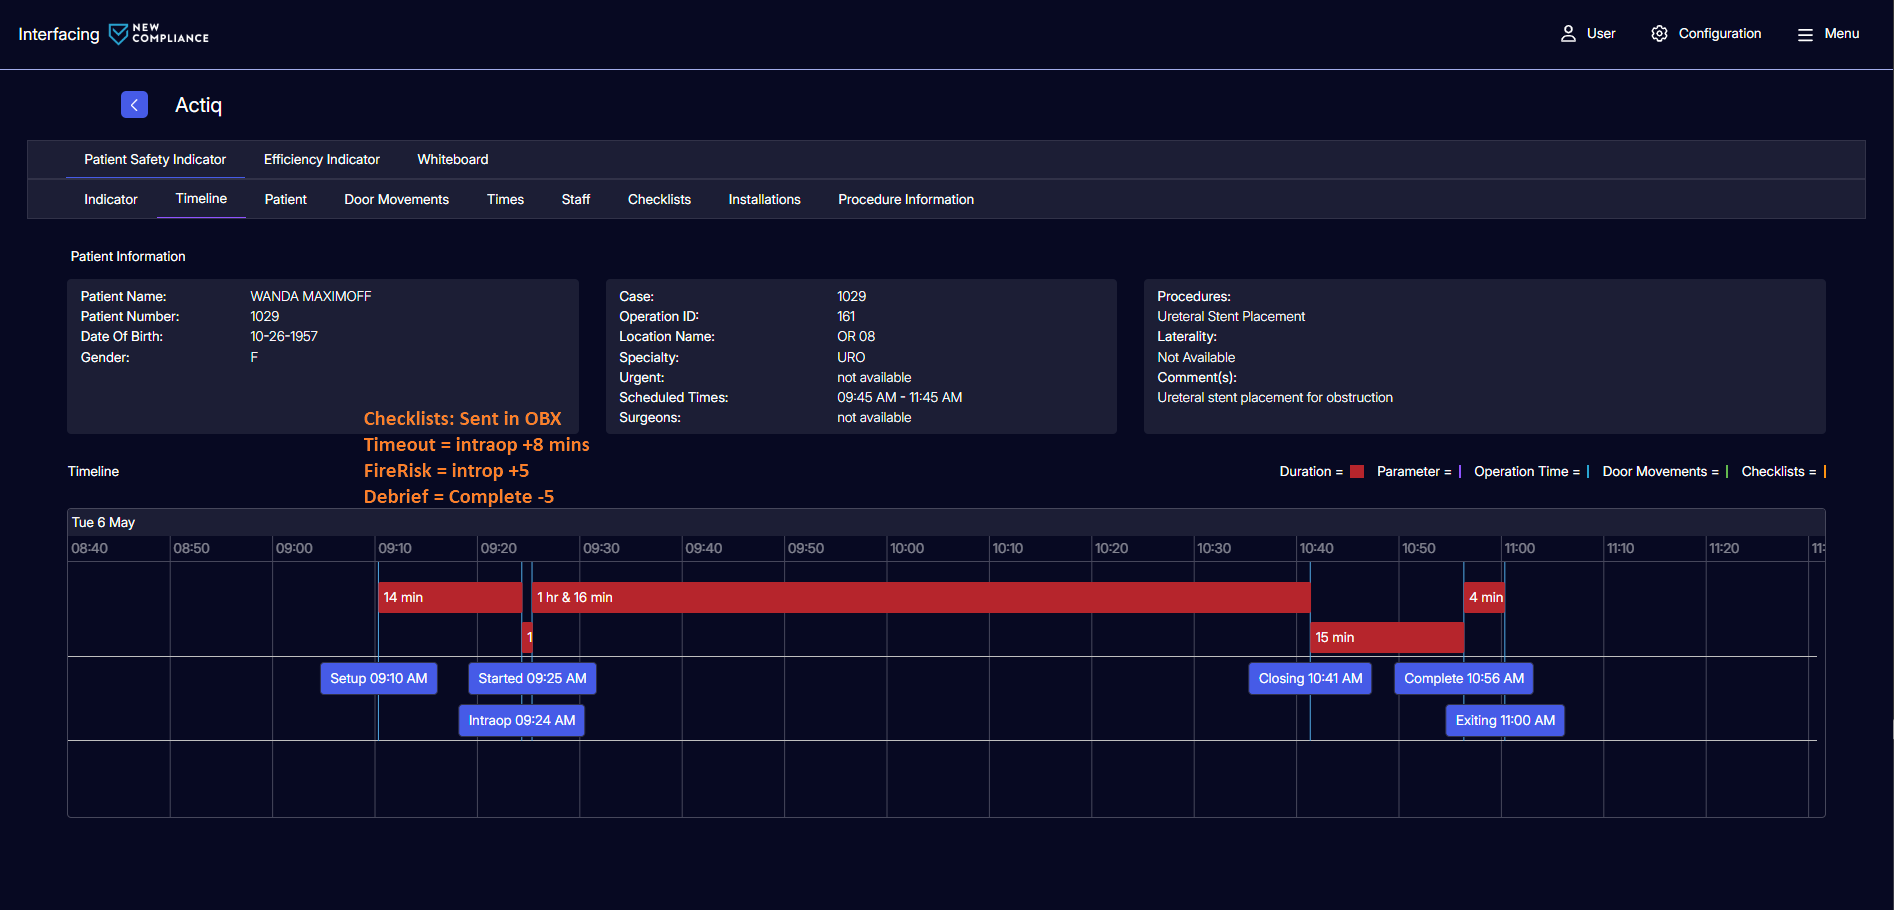 Interfacing NEW COMPLIANCE
User Configuration Menu
Actiq
Patient Safety Indicator Efficiency Indicator Whiteboard
Indicator Timeline Patient Door Movements Times Staff Checklists Installations Procedure Information
Patient Information
Patient Name: WANDA MAXIMOFF
Patient Number: 1029
Date Of Birth: 10-26-1957
Gender: F
Case: 1029
Operation ID: 161
Location Name: OR 08
Specialty: URO
Urgent: not available
Scheduled Times: 09:45 AM - 11:45 AM
Surgeons: not available
Procedures:
Ureteral Stent Placement
Laterality:
Not Available
Comment(s):
Ureteral stent placement for obstruction
Checklists: Sent in OBX
Timeout = intraop +8 mins
FireRisk = introp +5
Debrief = Complete -5
Timeline
Duration = Parameter = Operation Time = Door Movements = Checklists =
Tue 6 May
08:40 08:50 09:00 09:10 09:20 09:30 09:40 09:50 10:00 10:10 10:20 10:30 10:40 10:50 11:00 11:10 11:20 11:
14 min 1 hr & 16 min 4 min
1 15 min
Setup 09:10 AM Started 09:25 AM Closing 10:41 AM Complete 10:56 AM
Intraop 09:24 AM Exiting 11:00 AM